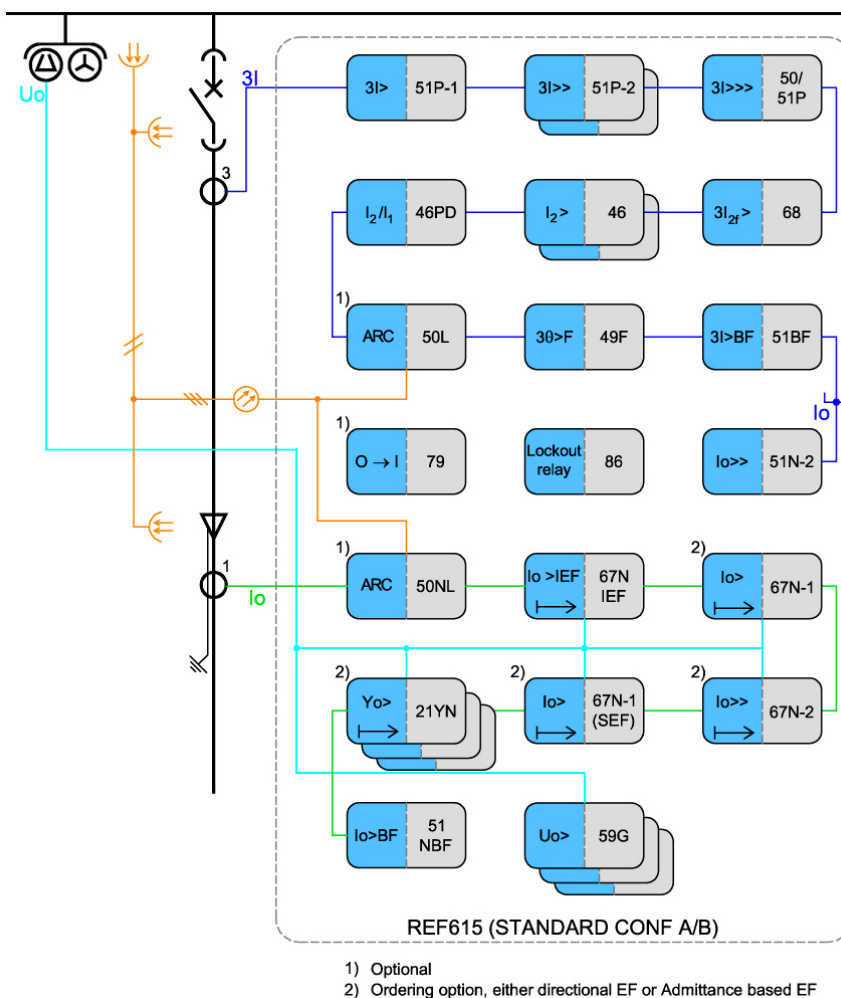 Uo
3I
3
3I> 51P-1
3I>> 51P-2
3I>>> 50/
51P
I₂/I₁ 46PD
I₂> 46
3I₂f> 68
1)
ARC 50L
3θ>F 49F
3I>BF 51BF
Io
1)
O → I 79
Lockout
relay 86
Io>> 51N-2
1
Io
1)
ARC 50NL
Io >IEF 67N
IEF
2)
Io> 67N-1
2)
Yo> 21YN
2)
Io> 67N-1
(SEF)
2)
Io>> 67N-2
Io>BF 51
NBF
Uo> 59G
REF615 (STANDARD CONF A/B)
1) Optional
2) Ordering option, either directional EF or Admittance based EF